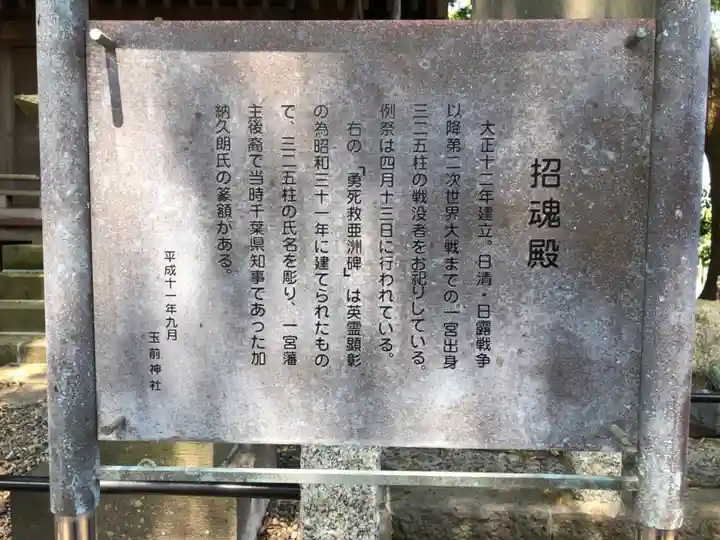 招魂殿
大正十二年建立。日清・日露戦争
以降第二次世界大戦までの一宮出身
三二五柱の戦没者をお祀りしている。
例祭は四月十三日に行われている。
右の「勇死救亜洲碑」は英霊顕彰
の為昭和三十一年に建てられたもの
で、三二五柱の氏名を彫り、一宮藩
主後裔で当時千葉県知事であった加
納久朗氏の篆額がある。
平成十一年九月
玉前神社